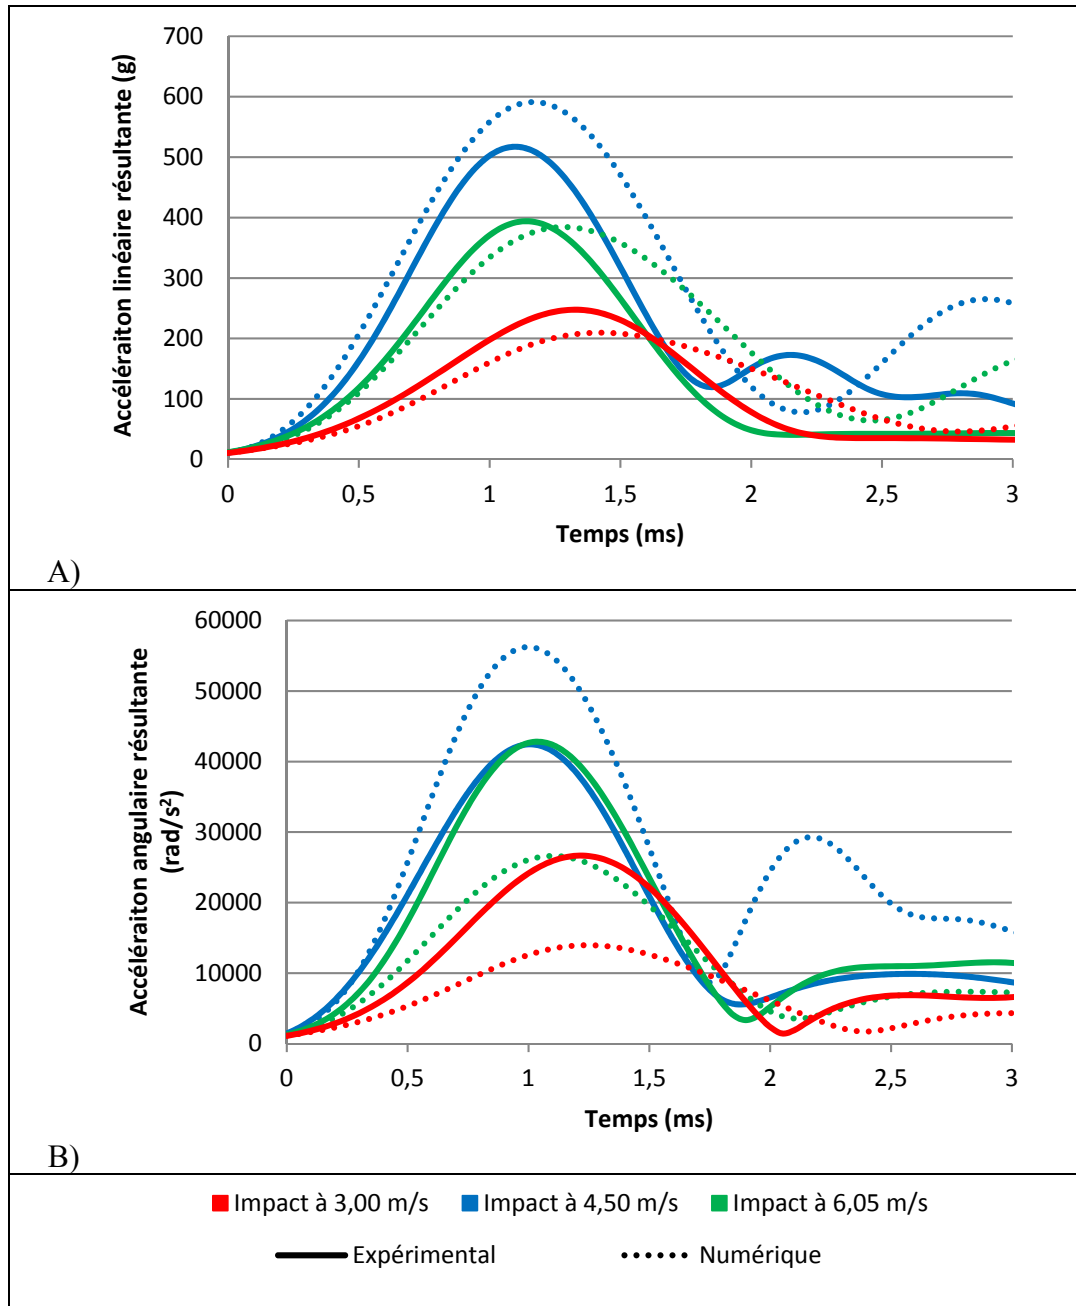 Accéléraiton linéaire résultante (g)
700
600
500
400
300
200
100
0
0 0,5 1 1,5 2 2,5 3
Temps (ms)
A)
Accéléraiton angulaire résultante
(rad/s²)
60000
50000
40000
30000
20000
10000
0
0 0,5 1 1,5 2 2,5 3
Temps (ms)
B)
Impact à 3,00 m/s Impact à 4,50 m/s Impact à 6,05 m/s
Expérimental Numérique